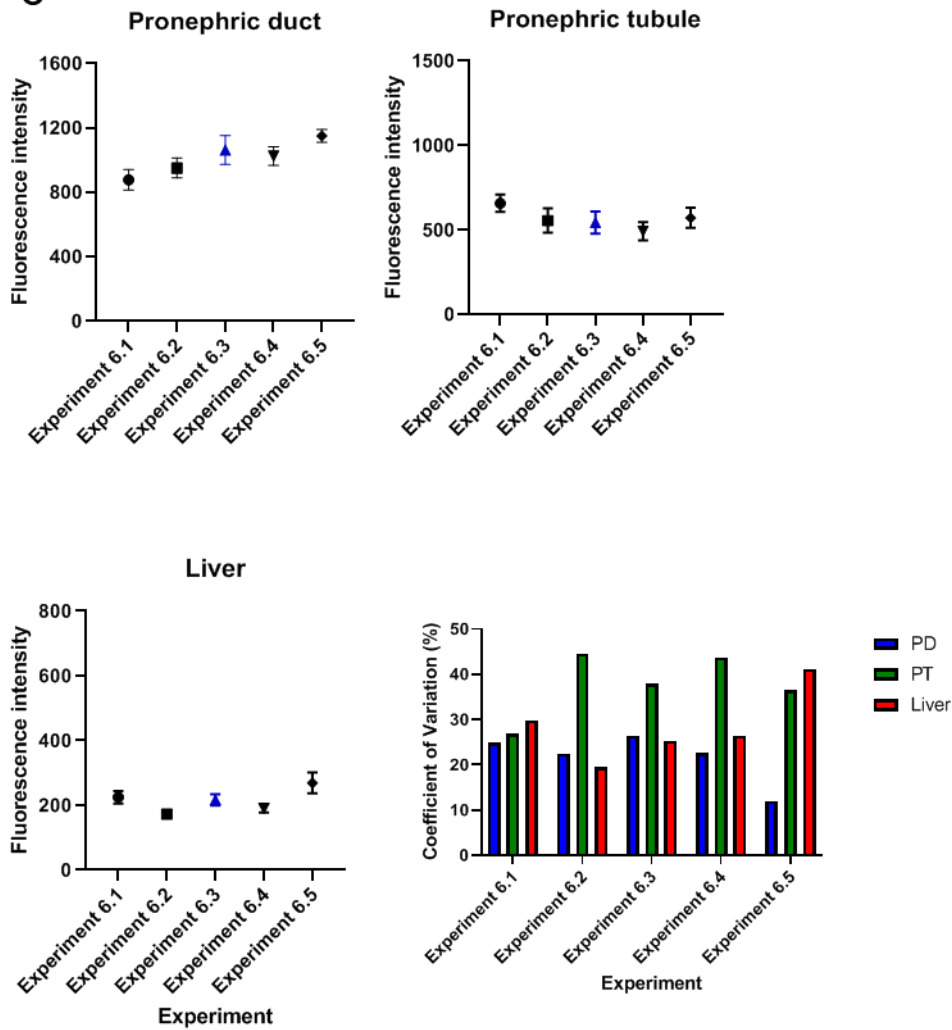 Pronephric duct
Fluorescence intensity
1600
1200
800
400
0
Experiment 6.1
Experiment 6.2
Experiment 6.3
Experiment 6.4
Experiment 6.5
Pronephric tubule
Fluorescence intensity
1500
1000
500
0
Experiment 6.1
Experiment 6.2
Experiment 6.3
Experiment 6.4
Experiment 6.5
Liver
Fluorescence intensity
800
600
400
200
0
Experiment 6.1
Experiment 6.2
Experiment 6.3
Experiment 6.4
Experiment 6.5
Experiment
Coefficient of Variation (%)
50
40
30
20
10
0
Experiment 6.1
Experiment 6.2
Experiment 6.3
Experiment 6.4
Experiment 6.5
Experiment
PD
PT
Liver